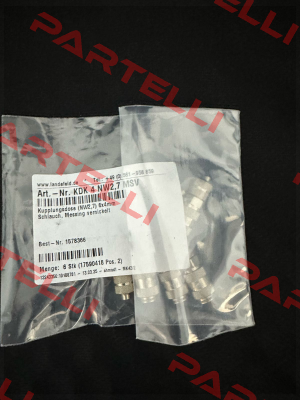 PARTELLI
www.landefeld.de
Art.-Nr. KDK 4 NW2,7 MSV
Kupplungsdose (NW2,7) 6x4mm
Schlauch, Messing vernickelt
Best-Nr. 1578366
Menge: 6 Stk (17590418 Pos. 2)
PARTELLI
PARTELLI